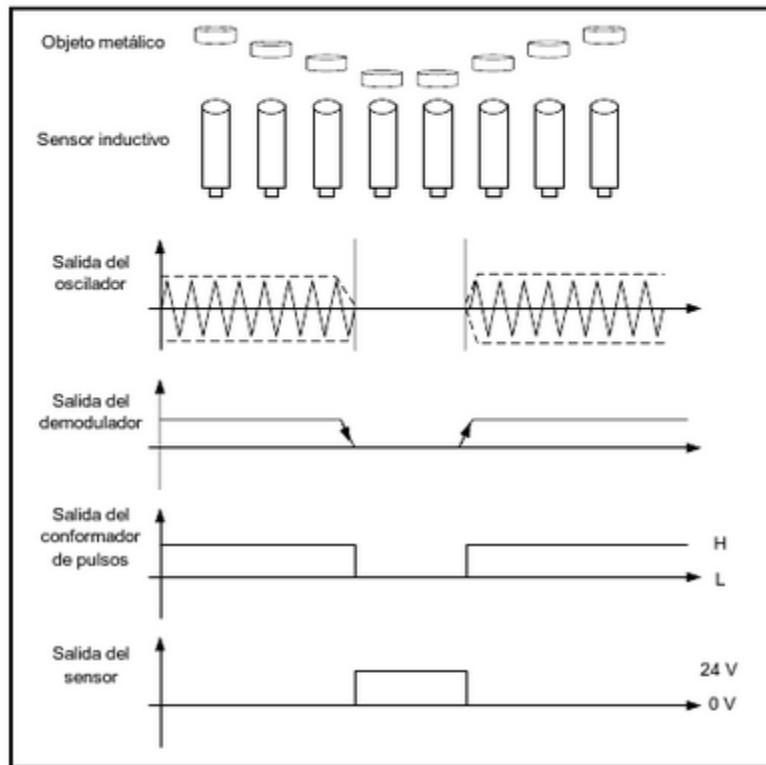 Objeto metálico
Sensor inductivo
Salida del
oscilador
Salida del
demodulador
Salida del
conformador
de pulsos
H
L
Salida del
sensor
24 V
0 V